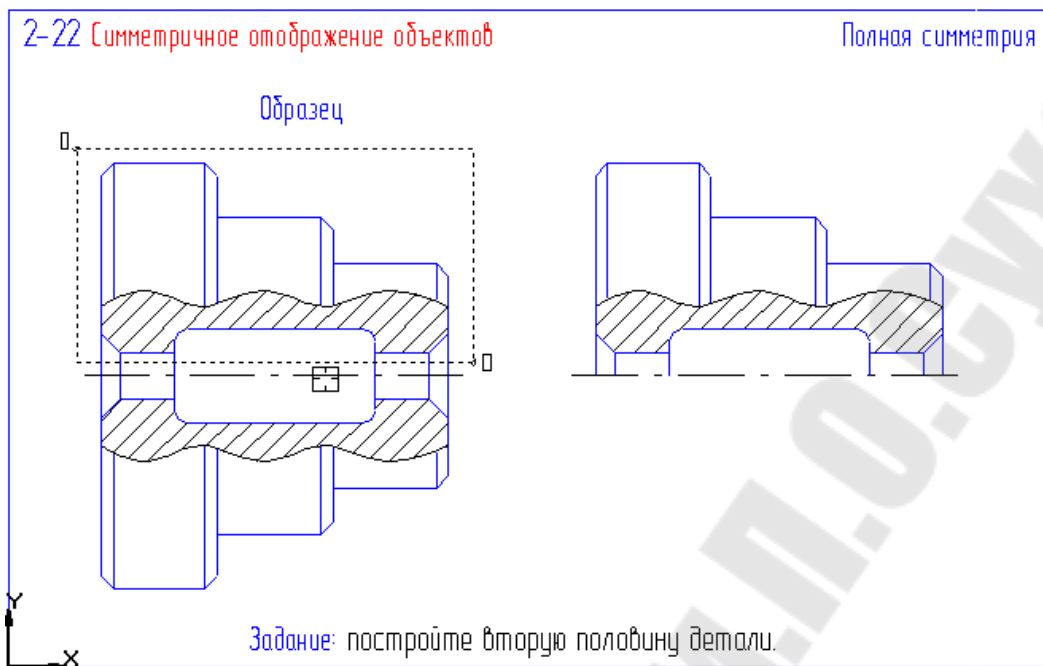 2-22 Симметричное отображение объектов
Полная симметрия
Образец
Y
X
Задание: постройте вторую половину детали.